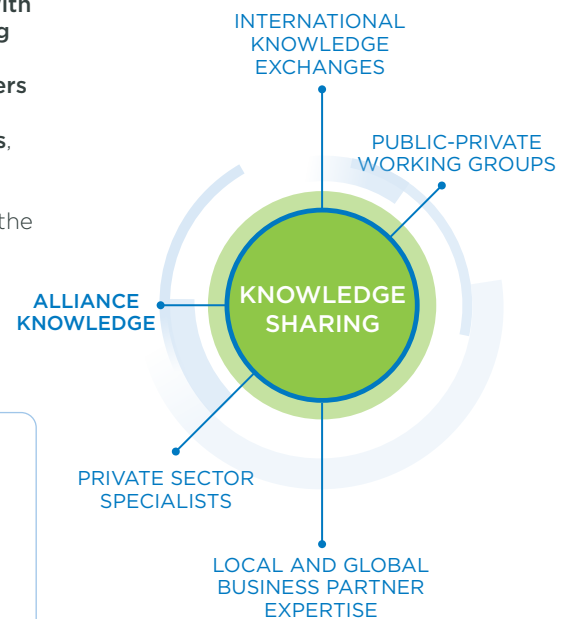 INTERNATIONAL
KNOWLEDGE
EXCHANGES
PUBLIC-PRIVATE
WORKING GROUPS
the
ALLIANCE
KNOWLEDGE
KNOWLEDGE
SHARING
PRIVATE SECTOR
SPECIALISTS
LOCAL AND GLOBAL
BUSINESS PARTNER
EXPERTISE